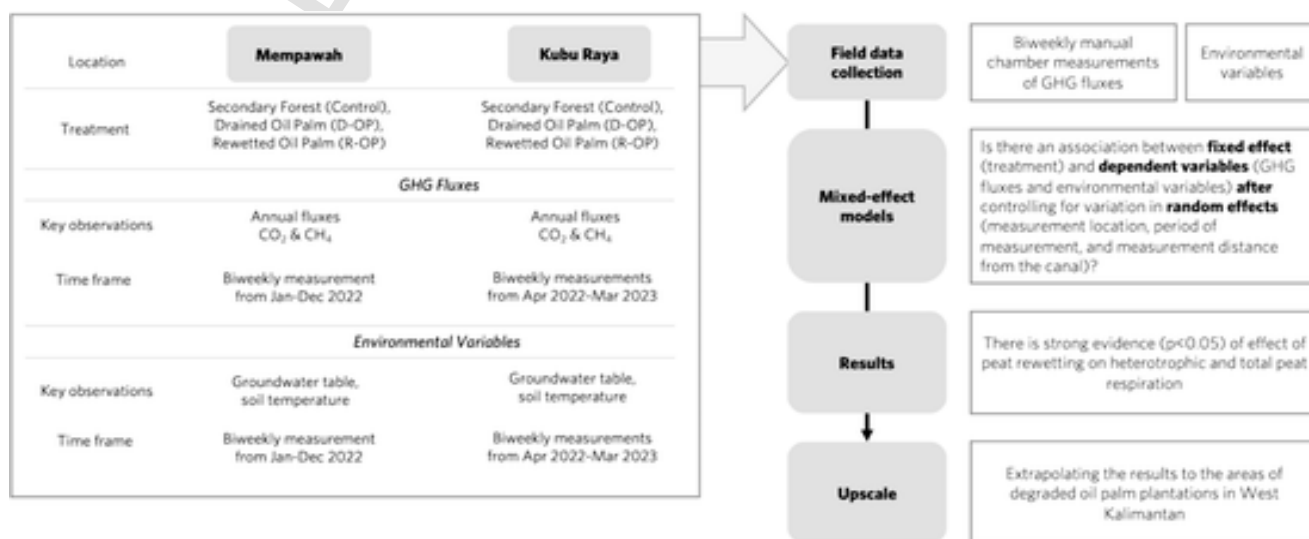 Location
Mempawah
Kubu Raya
Treatment
Secondary Forest (Control),
Drained Oil Palm (D-OP),
Rewetted Oil Palm (R-OP)
Secondary Forest (Control),
Drained Oil Palm (D-OP),
Rewetted Oil Palm (R-OP)
GHG Fluxes
Key observations
Annual fluxes
CO₂ & CH₄
Annual fluxes
CO₂ & CH₄
Time frame
Biweekly measurement
from Jan-Dec 2022
Biweekly measurements
from Apr 2022-Mar 2023
Environmental Variables
Key observations
Groundwater table,
soil temperature
Groundwater table,
soil temperature
Time frame
Biweekly measurement
from Jan-Dec 2022
Biweekly measurements
from Apr 2022-Mar 2023
Field data
collection
Biweekly manual
chamber measurements
of GHG fluxes
Environmental
variables
Mixed-effect
models
Is there an association between fixed effect
(treatment) and dependent variables (GHG
fluxes and environmental variables) after
controlling for variation in random effects
(measurement location, period of
measurement, and measurement distance
from the canal)?
Results
There is strong evidence (p<0.05) of effect of
peat rewetting on heterotrophic and total peat
respiration
Upscale
Extrapolating the results to the areas of
degraded oil palm plantations in West
Kalimantan